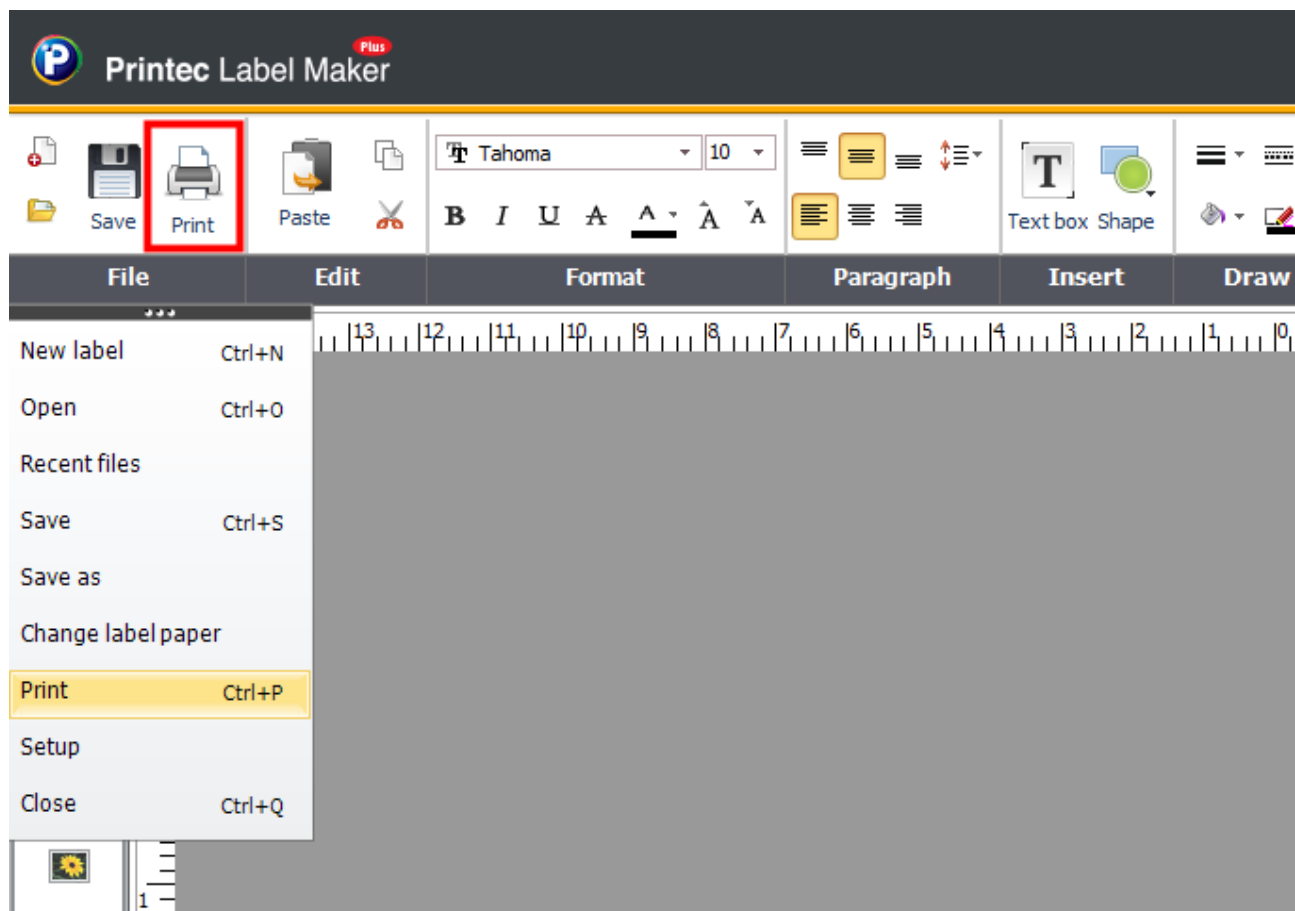 Printec Label Maker Plus
Tahoma 10
Save Print Paste B I U A A A A Text box Shape
File Edit Format Paragraph Insert Draw
13 12 11 10 9 8 7 6 5 4 3 2 1 0
New label Ctrl+N
Open Ctrl+O
Recent files
Save Ctrl+S
Save as
Change label paper
Print Ctrl+P
Setup
Close Ctrl+Q
1